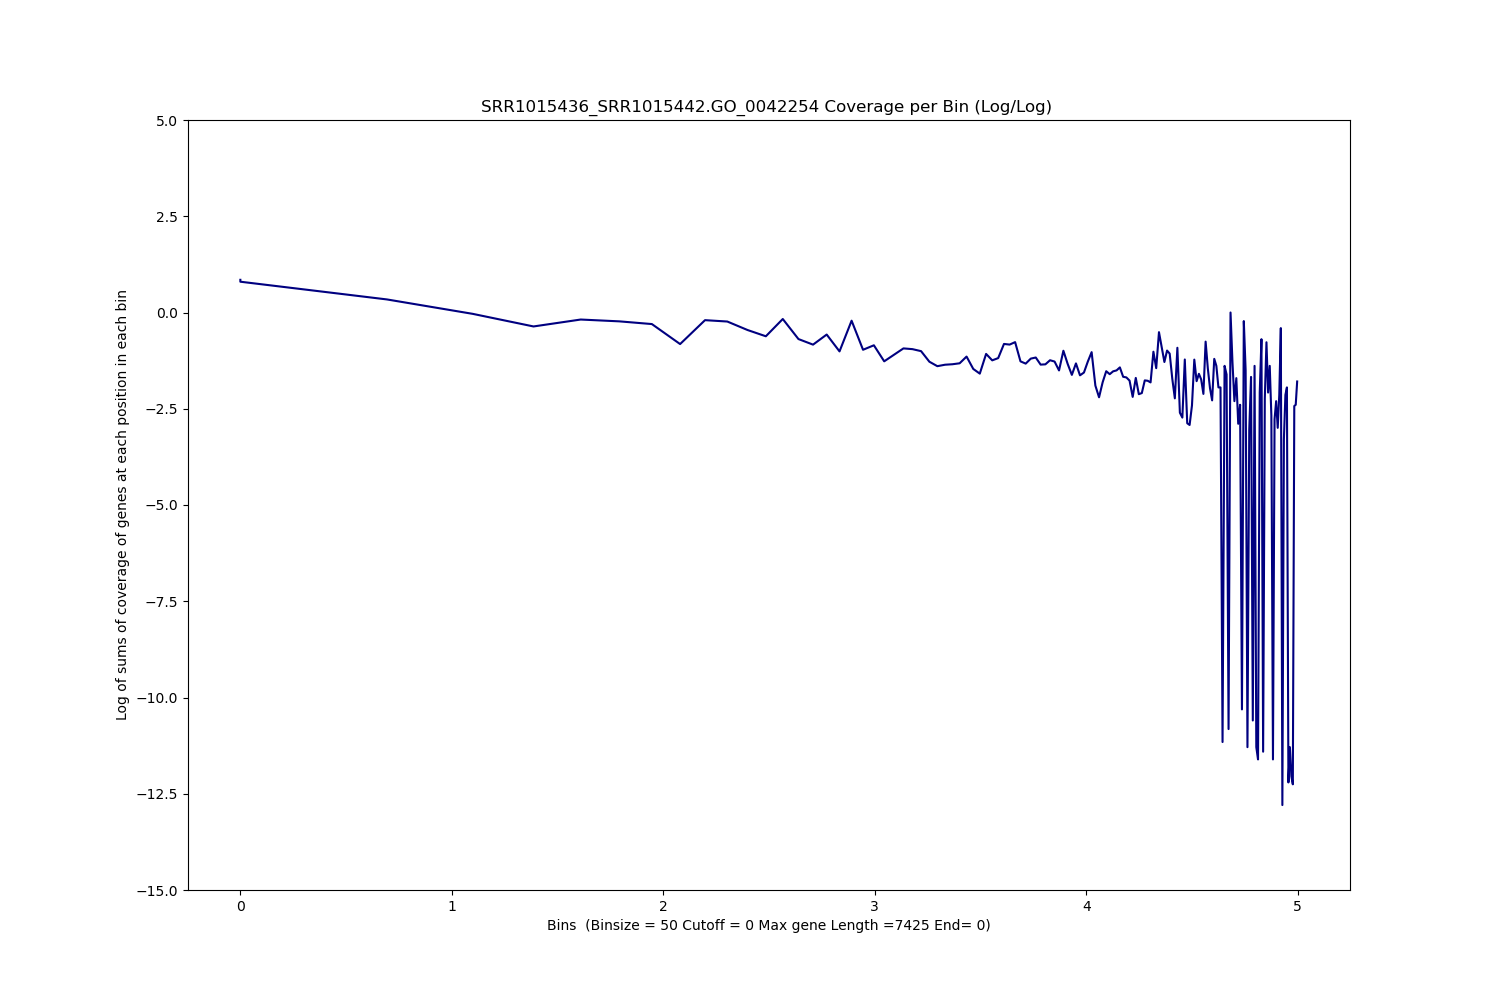 SRR1015436_SRR1015442.GO_0042254 Coverage per Bin (Log/Log)
Log of sums of coverage of genes at each position in each bin
5.0
2.5
0.0
−2.5
−5.0
−7.5
−10.0
−12.5
−15.0
0 1 2 3 4 5
Bins  (Binsize = 50 Cutoff = 0 Max gene Length =7425 End= 0)